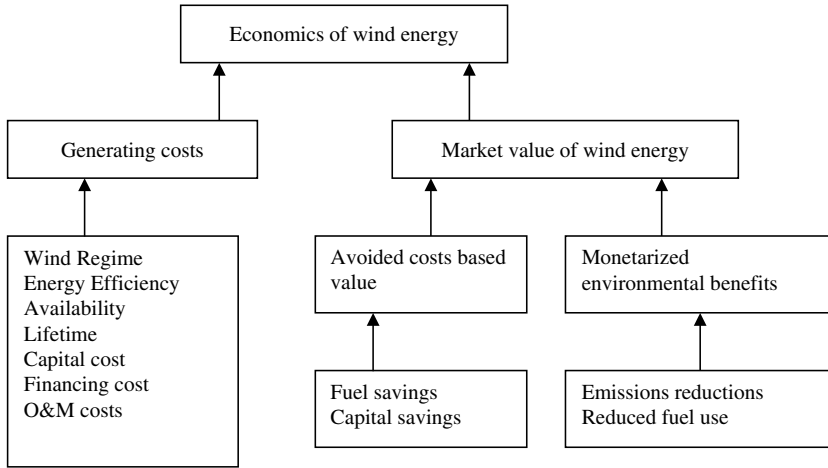 Economics of wind energy
Generating costs
Market value of wind energy
Wind Regime
Energy Efficiency
Availability
Lifetime
Capital cost
Financing cost
O&M costs
Avoided costs based
value
Monetarized
environmental benefits
Fuel savings
Capital savings
Emissions reductions
Reduced fuel use